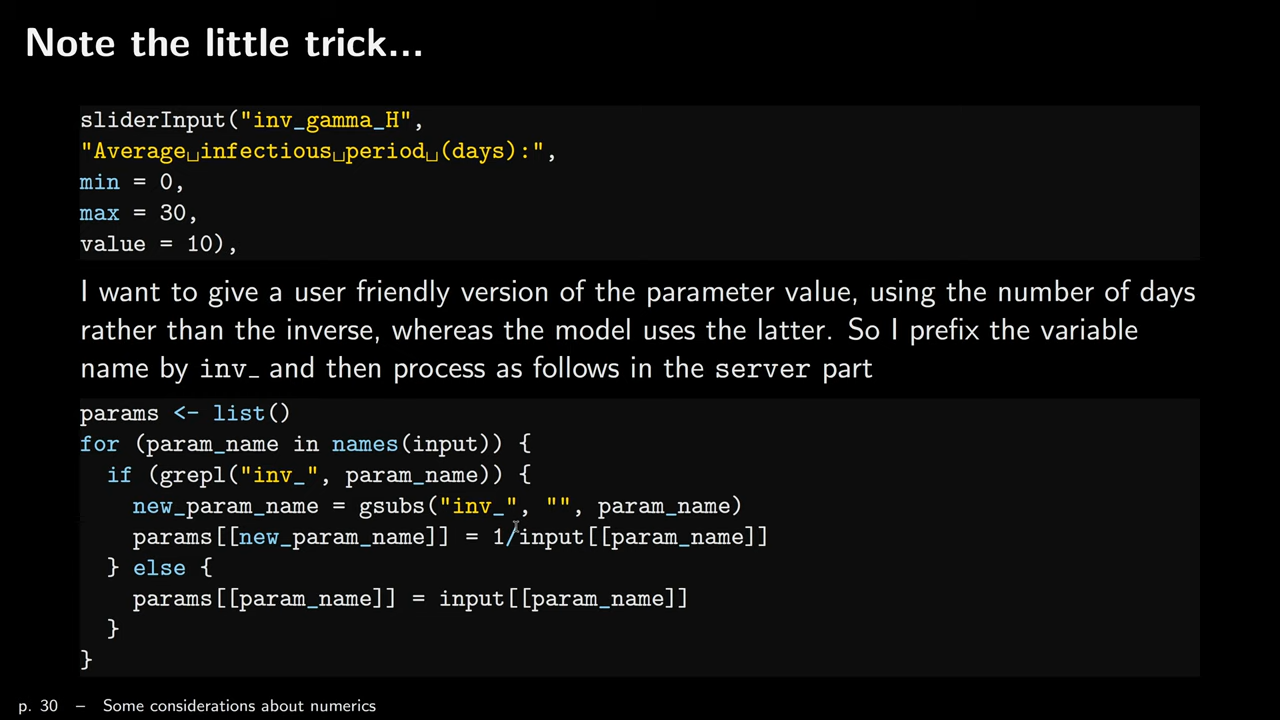 Note the little trick...
sliderInput("inv_gamma_H",
"Average␣infectious␣period␣(days):",
min = 0,
max = 30,
value = 10),
I want to give a user friendly version of the parameter value, using the number of days
rather than the inverse, whereas the model uses the latter. So I prefix the variable
name by inv_ and then process as follows in the server part
params <- list()
for (param_name in names(input)) {
  if (grepl("inv_", param_name)) {
    new_param_name = gsubs("inv_", "", param_name)
    params[[new_param_name]] = 1/input[[param_name]]
  } else {
    params[[param_name]] = input[[param_name]]
  }
}
p. 30 – Some considerations about numerics